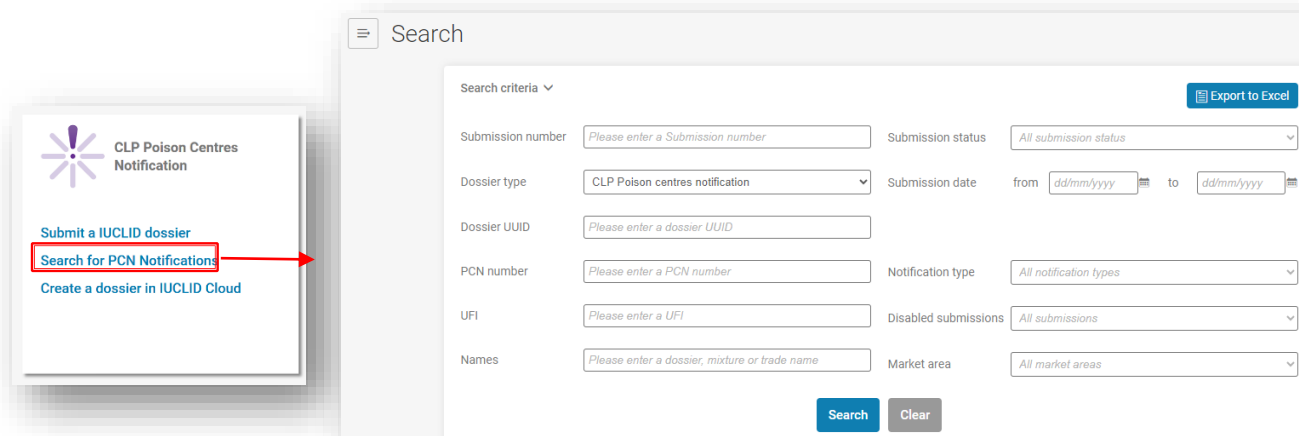 Search
Search criteria
Export to Excel
CLP Poison Centres
Notification
Submit a IUCLID dossier
Search for PCN Notifications
Create a dossier in IUCLID Cloud
Submission number Please enter a Submission number Submission status All submission status
Dossier type CLP Poison centres notification Submission date from dd/mm/yyyy to dd/mm/yyyy
Dossier UUID Please enter a dossier UUID
PCN number Please enter a PCN number Notification type All notification types
UFI Please enter a UFI Disabled submissions All submissions
Names Please enter a dossier, mixture or trade name Market area All market areas
Search Clear